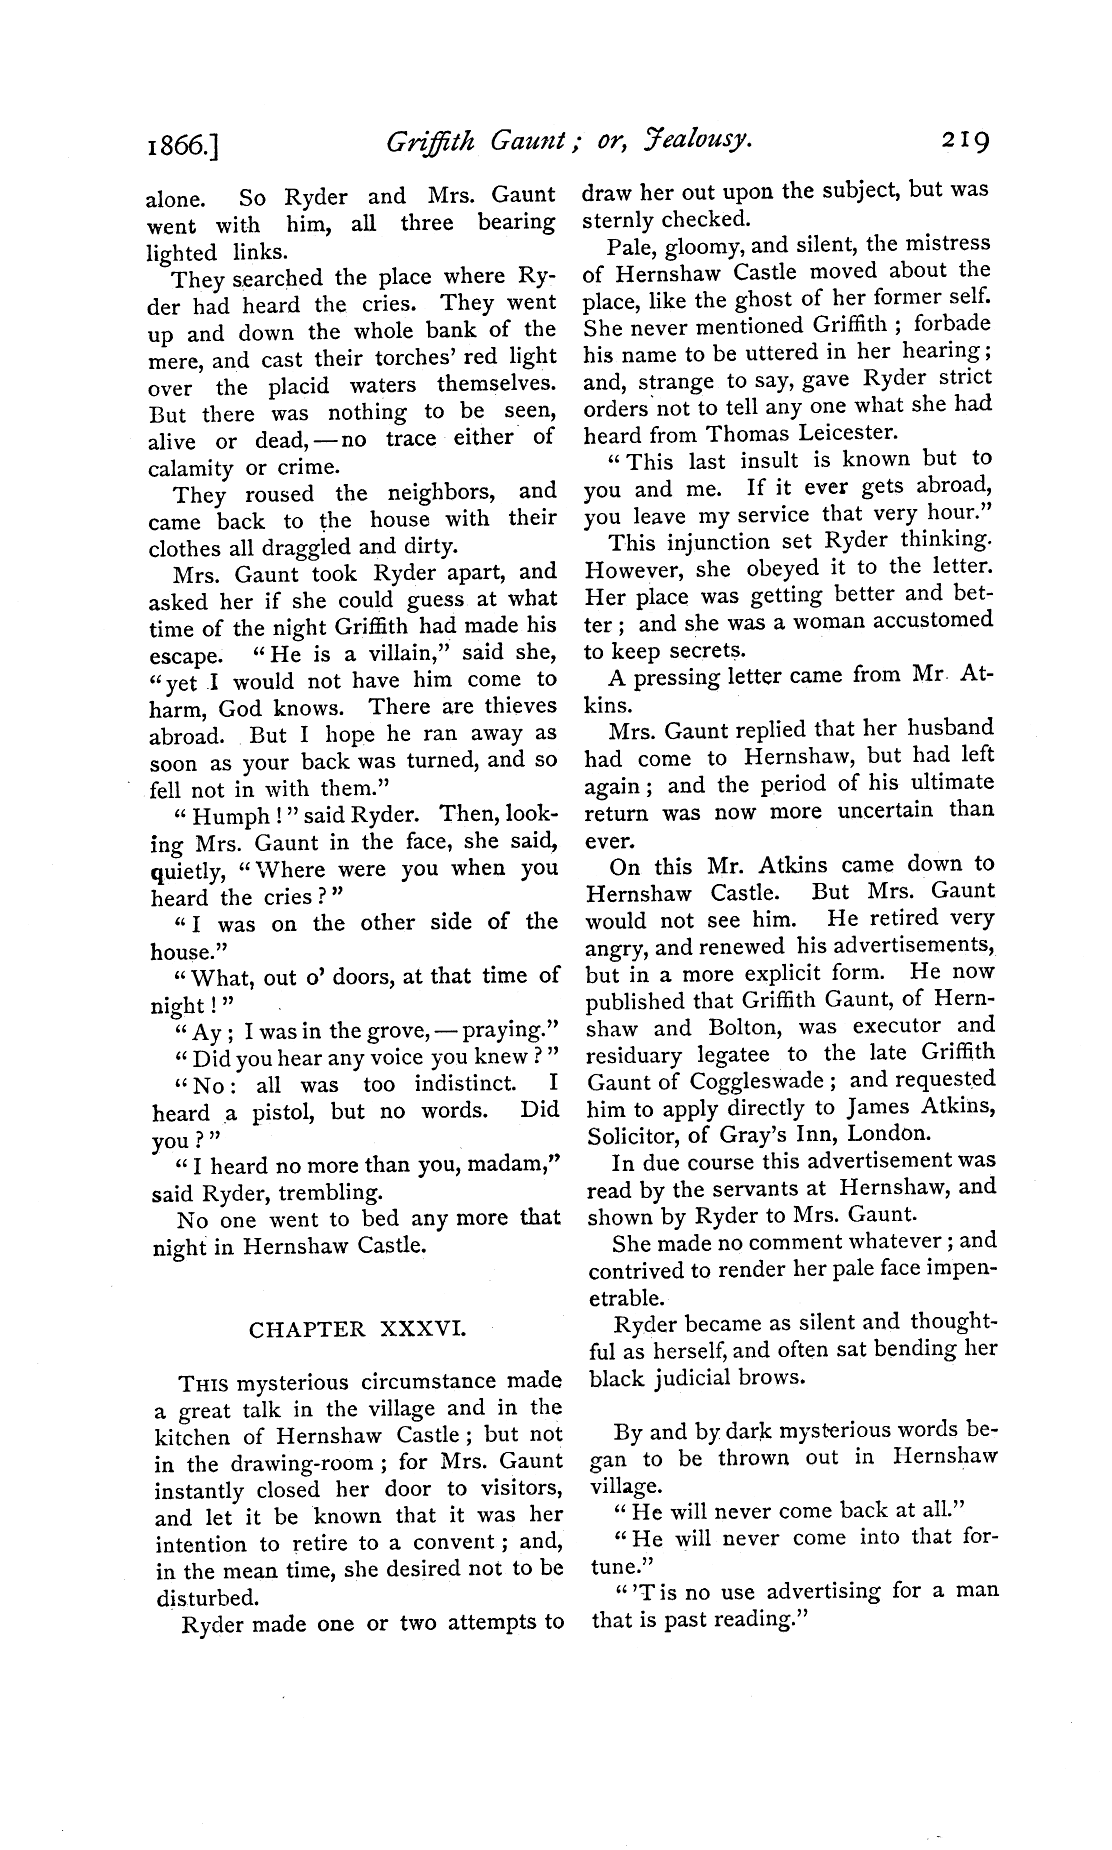 1866.] Griffith Gaunt; or, Jealousy. 219
alone. So Ryder and Mrs. Gaunt
went with him, all three bearing
lighted links.
They searched the place where Ry-
der had heard the cries. They went
up and down the whole bank of the
mere, and cast their torches' red light
over the placid waters themselves.
But there was nothing to be seen,
alive or dead,—no trace either of
calamity or crime.
They roused the neighbors, and
came back to the house with their
clothes all draggled and dirty.
Mrs. Gaunt took Ryder apart, and
asked her if she could guess at what
time of the night Griffith had made his
escape. "He is a villain," said she,
"yet I would not have him come to
harm, God knows. There are thieves
abroad. But I hope he ran away as
soon as your back was turned, and so
fell not in with them."
"Humph!" said Ryder. Then, look-
ing Mrs. Gaunt in the face, she said,
quietly, "Where were you when you
heard the cries?"
"I was on the other side of the
house."
"What, out o' doors, at that time of
night!"
"Ay; I was in the grove,—praying."
"Did you hear any voice you knew?"
"No: all was too indistinct. I
heard a pistol, but no words. Did
you?"
"I heard no more than you, madam,"
said Ryder, trembling.
No one went to bed any more that
night in Hernshaw Castle.
CHAPTER XXXVI.
THIS mysterious circumstance made
a great talk in the village and in the
kitchen of Hernshaw Castle; but not
in the drawing-room; for Mrs. Gaunt
instantly closed her door to visitors,
and let it be known that it was her
intention to retire to a convent; and,
in the mean time, she desired not to be
disturbed.
Ryder made one or two attempts to
draw her out upon the subject, but was
sternly checked.
Pale, gloomy, and silent, the mistress
of Hernshaw Castle moved about the
place, like the ghost of her former self.
She never mentioned Griffith; forbade
his name to be uttered in her hearing;
and, strange to say, gave Ryder strict
orders not to tell any one what she had
heard from Thomas Leicester.
"This last insult is known but to
you and me. If it ever gets abroad,
you leave my service that very hour."
This injunction set Ryder thinking.
However, she obeyed it to the letter.
Her place was getting better and bet-
ter; and she was a woman accustomed
to keep secrets.
A pressing letter came from Mr. At-
kins.
Mrs. Gaunt replied that her husband
had come to Hernshaw, but had left
again; and the period of his ultimate
return was now more uncertain than
ever.
On this Mr. Atkins came down to
Hernshaw Castle. But Mrs. Gaunt
would not see him. He retired very
angry, and renewed his advertisements,
but in a more explicit form. He now
published that Griffith Gaunt, of Hern-
shaw and Bolton, was executor and
residuary legatee to the late Griffith
Gaunt of Coggleswade; and requested
him to apply directly to James Atkins,
Solicitor, of Gray's Inn, London.
In due course this advertisement was
read by the servants at Hernshaw, and
shown by Ryder to Mrs. Gaunt.
She made no comment whatever; and
contrived to render her pale face impen-
etrable.
Ryder became as silent and thought-
ful as herself, and often sat bending her
black judicial brows.
By and by dark mysterious words be-
gan to be thrown out in Hernshaw
village.
"He will never come back at all."
"He will never come into that for-
tune."
"'Tis no use advertising for a man
that is past reading."